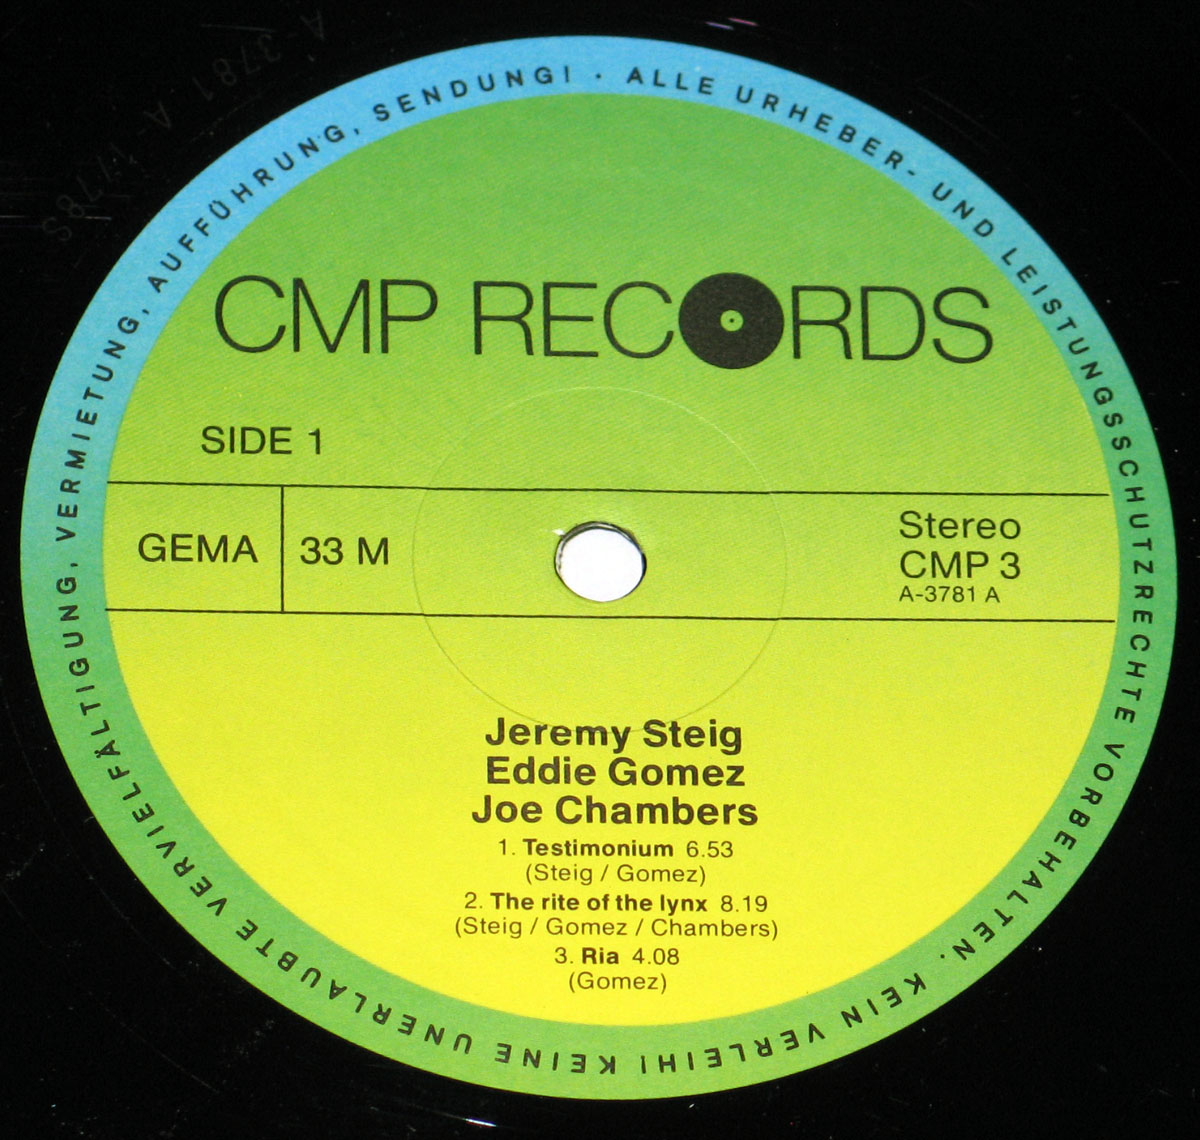 ALLE URHEBER- UND LEISTUNGSSCHUTZRECHTE VORBEHALTEN. KEIN VERLEIH! KEINE UNERLAUBTE VERVIELFÄLTIGUNG, VERMIETUNG, AUFFÜHRUNG, SENDUNG! ·
CMP RECORDS
SIDE 1
GEMA
33 M
Stereo
CMP 3
A-3781 A
Jeremy Steig
Eddie Gomez
Joe Chambers
1. Testimonium 6.53
(Steig / Gomez)
2. The rite of the lynx 8.19
(Steig / Gomez / Chambers)
3. Ria 4.08
(Gomez)